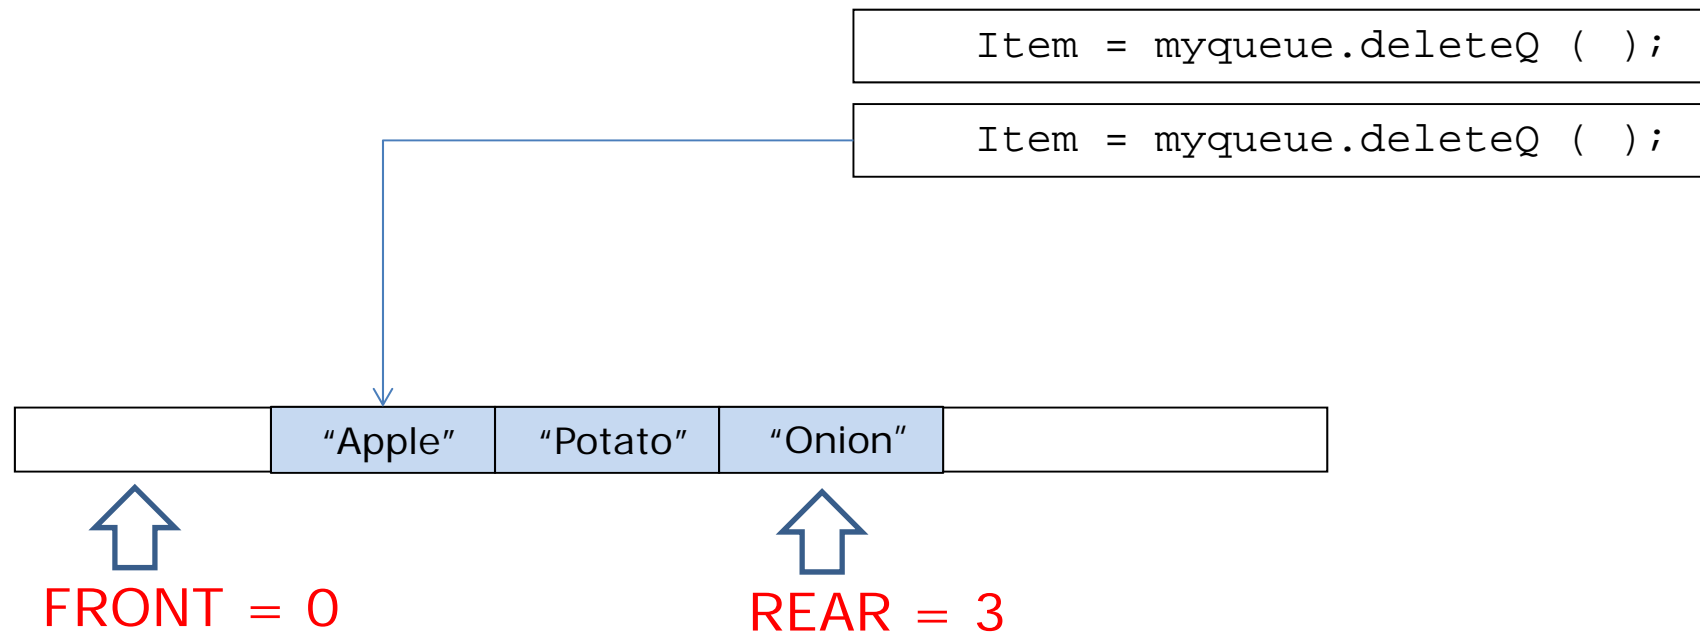 Item = myqueue.deleteQ ( );
Item = myqueue.deleteQ ( );
“Apple” “Potato” “Onion”
FRONT = 0 REAR = 3